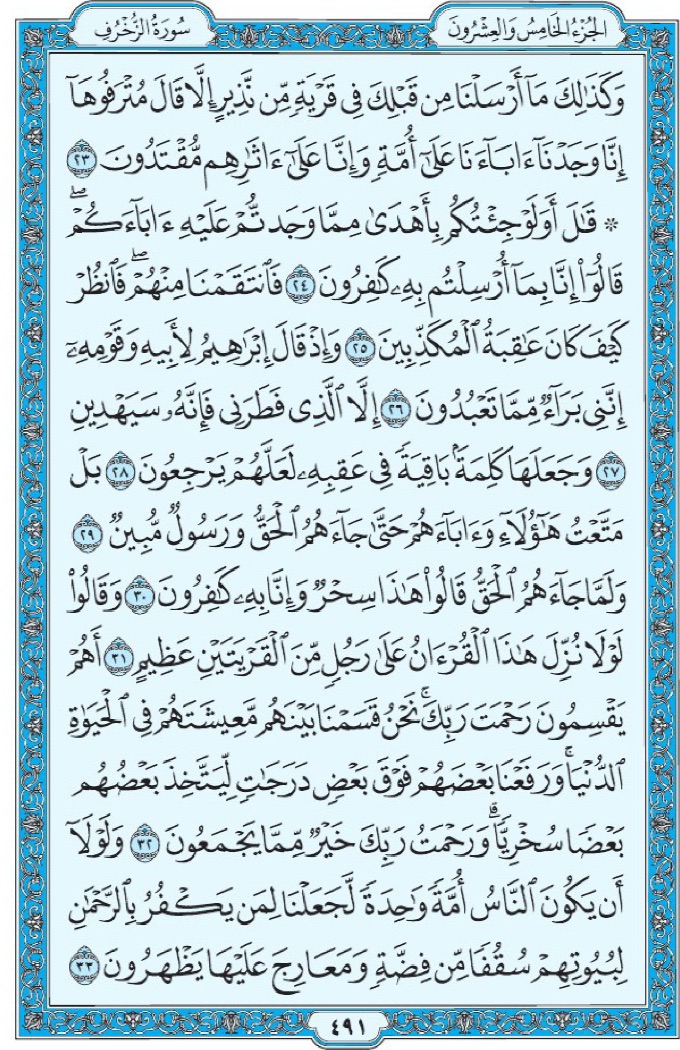 الجُزْءُ الخَامِسُ وَالعِشْرُونَ
سُورَةُ الزُّخْرُفِ
وَكَذَٰلِكَ مَآ أَرۡسَلۡنَا مِن قَبۡلِكَ فِي قَرۡيَةٖ مِّن نَّذِيرٍ إِلَّا قَالَ مُتۡرَفُوهَآ
إِنَّا وَجَدۡنَآ ءَابَآءَنَا عَلَىٰٓ أُمَّةٖ وَإِنَّا عَلَىٰٓ ءَاثَٰرِهِم مُّقۡتَدُونَ ٢٣
۞ قَٰلَ أَوَلَوۡ جِئۡتُكُم بِأَهۡدَىٰ مِمَّا وَجَدتُّمۡ عَلَيۡهِ ءَابَآءَكُمۡۖ
قَالُوٓاْ إِنَّا بِمَآ أُرۡسِلۡتُم بِهِۦ كَٰفِرُونَ ٢٤ فَٱنتَقَمۡنَا مِنۡهُمۡۖ فَٱنظُرۡ
كَيۡفَ كَانَ عَٰقِبَةُ ٱلۡمُكَذِّبِينَ ٢٥ وَإِذۡ قَالَ إِبۡرَٰهِيمُ لِأَبِيهِ وَقَوۡمِهِۦٓ
إِنَّنِي بَرَآءٞ مِّمَّا تَعۡبُدُونَ ٢٦ إِلَّا ٱلَّذِي فَطَرَنِي فَإِنَّهُۥ سَيَهۡدِينِ
٢٧ وَجَعَلَهَا كَلِمَةَۢ بَاقِيَةٗ فِي عَقِبِهِۦ لَعَلَّهُمۡ يَرۡجِعُونَ ٢٨ بَلۡ
مَتَّعۡتُ هَٰٓؤُلَآءِ وَءَابَآءَهُمۡ حَتَّىٰ جَآءَهُمُ ٱلۡحَقُّ وَرَسُولٞ مُّبِينٞ ٢٩
وَلَمَّا جَآءَهُمُ ٱلۡحَقُّ قَالُواْ هَٰذَا سِحۡرٞ وَإِنَّا بِهِۦ كَٰفِرُونَ ٣٠ وَقَالُواْ
لَوۡلَا نُزِّلَ هَٰذَا ٱلۡقُرۡءَانُ عَلَىٰ رَجُلٖ مِّنَ ٱلۡقَرۡيَتَيۡنِ عَظِيمٍ ٣١ أَهُمۡ
يَقۡسِمُونَ رَحۡمَتَ رَبِّكَۚ نَحۡنُ قَسَمۡنَا بَيۡنَهُم مَّعِيشَتَهُمۡ فِي ٱلۡحَيَوٰةِ
ٱلدُّنۡيَاۚ وَرَفَعۡنَا بَعۡضَهُمۡ فَوۡقَ بَعۡضٖ دَرَجَٰتٖ لِّيَتَّخِذَ بَعۡضُهُم
بَعۡضٗا سُخۡرِيّٗاۗ وَرَحۡمَتُ رَبِّكَ خَيۡرٞ مِّمَّا يَجۡمَعُونَ ٣٢ وَلَوۡلَآ
أَن يَكُونَ ٱلنَّاسُ أُمَّةٗ وَٰحِدَةٗ لَّجَعَلۡنَا لِمَن يَكۡفُرُ بِٱلرَّحۡمَٰنِ
لِبُيُوتِهِمۡ سُقُفٗا مِّن فِضَّةٖ وَمَعَارِجَ عَلَيۡهَا يَظۡهَرُونَ ٣٣
٤٩١